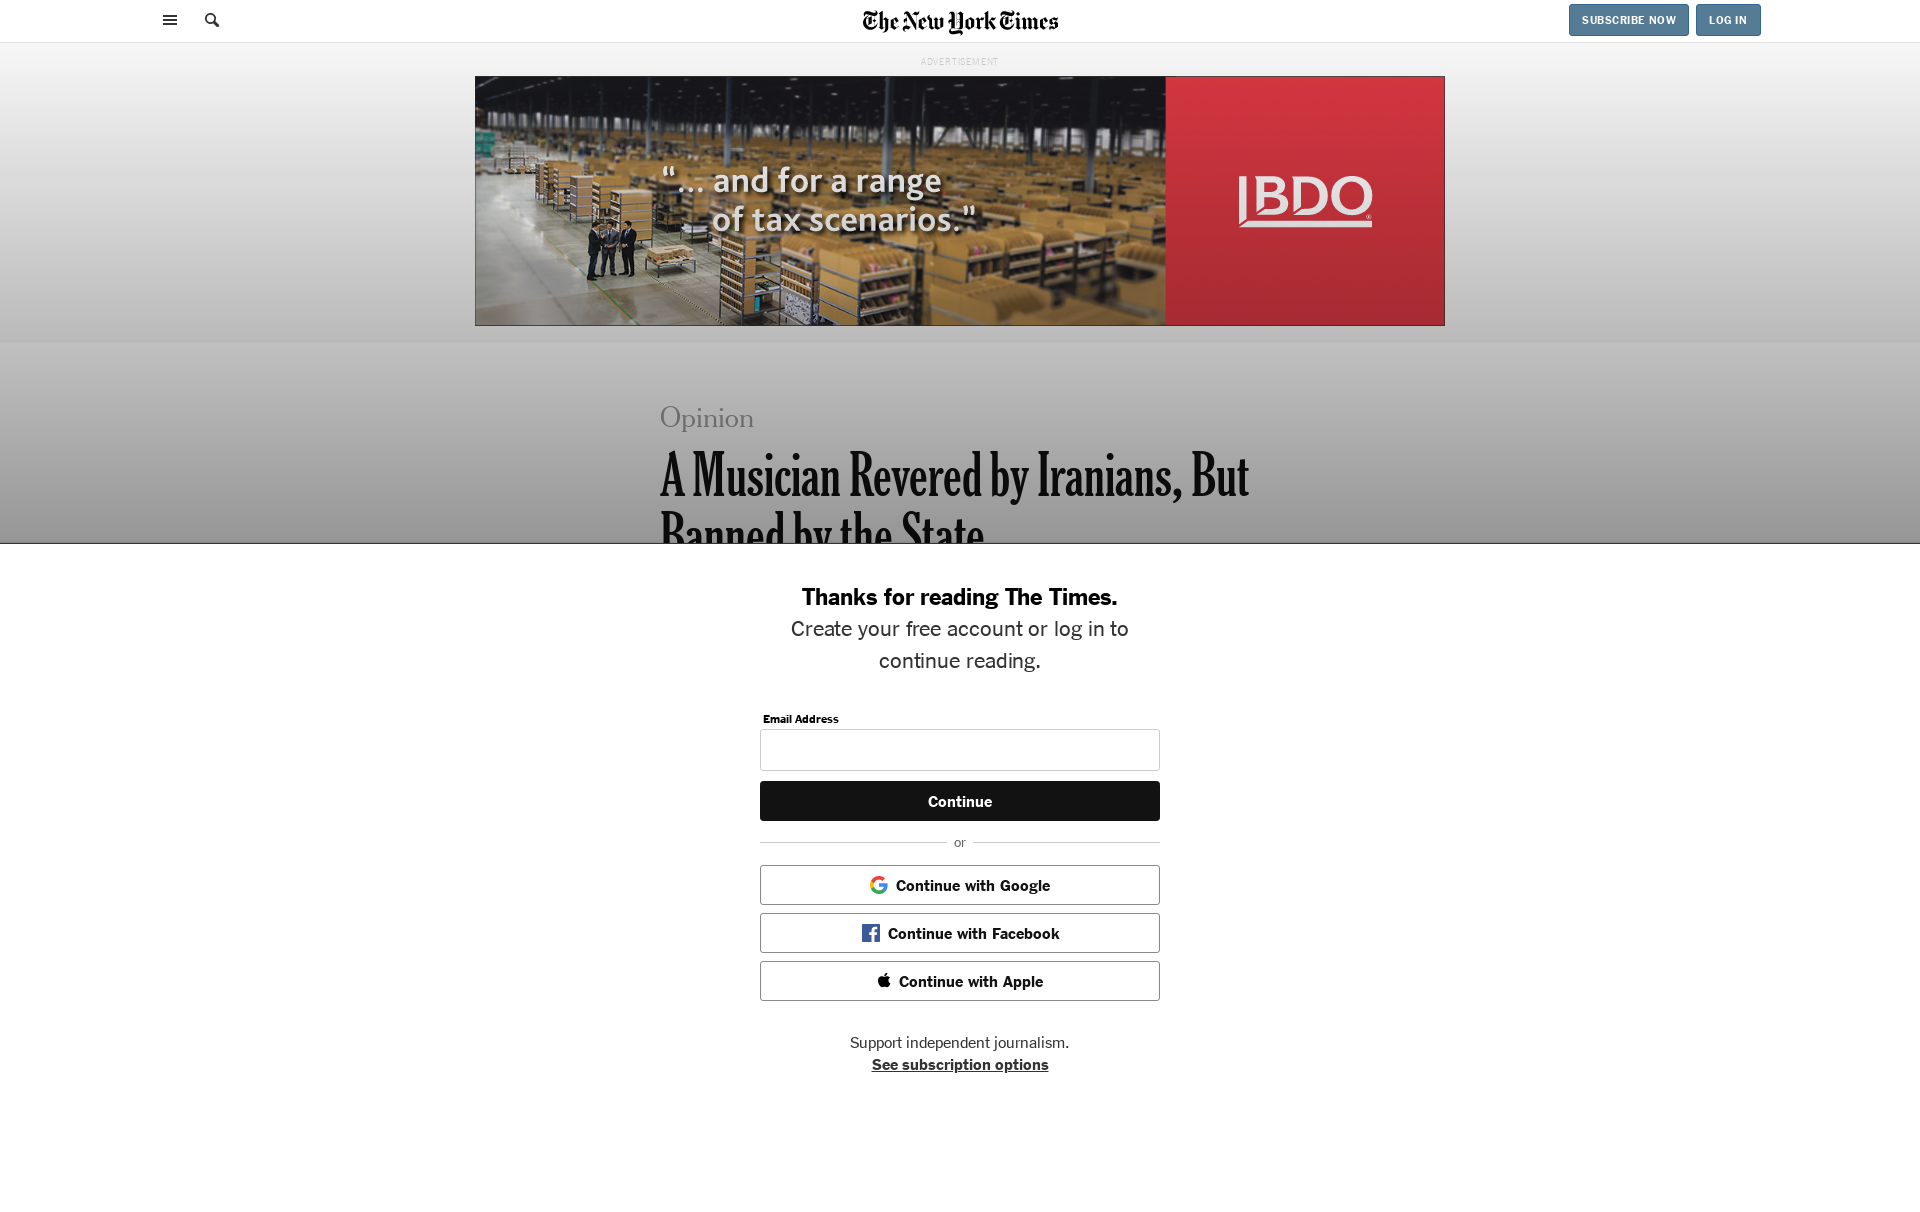 The New York Times
SUBSCRIBE NOW
LOG IN
ADVERTISEMENT
“... and for a range
of tax scenarios.”
BDO
®
Opinion
A Musician Revered by Iranians, But
Banned by the State
Thanks for reading The Times.
Create your free account or log in to
continue reading.
Email Address
Continue
or
Continue with Google
Continue with Facebook
Continue with Apple
Support independent journalism.
See subscription options